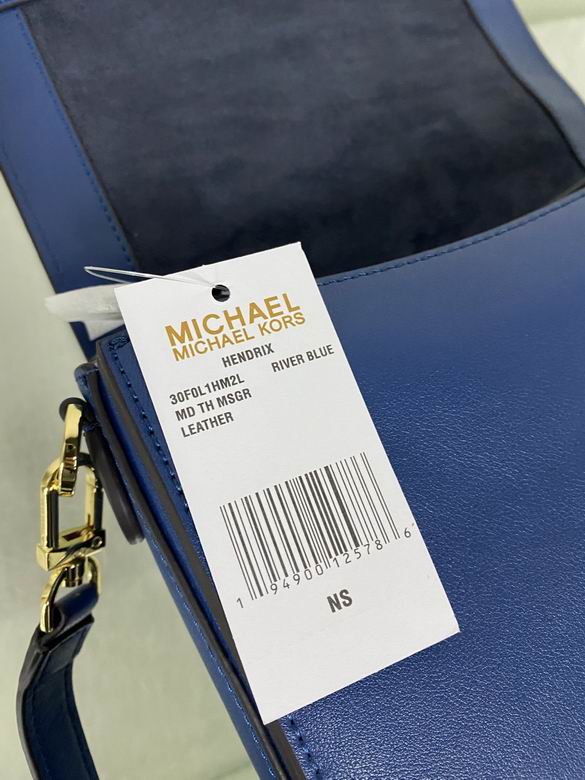 MICHAEL
MICHAEL KORS
HENDRIX
30F0L1HM2L RIVER BLUE
MD TH MSGR
LEATHER
1 94900 12578 6
NS